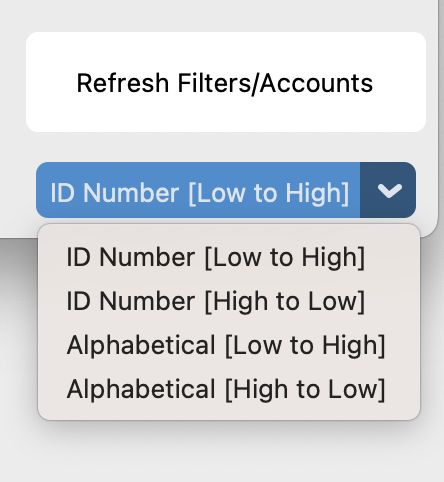 Refresh Filters/Accounts
ID Number [Low to High]
ID Number [Low to High]
ID Number [High to Low]
Alphabetical [Low to High]
Alphabetical [High to Low]